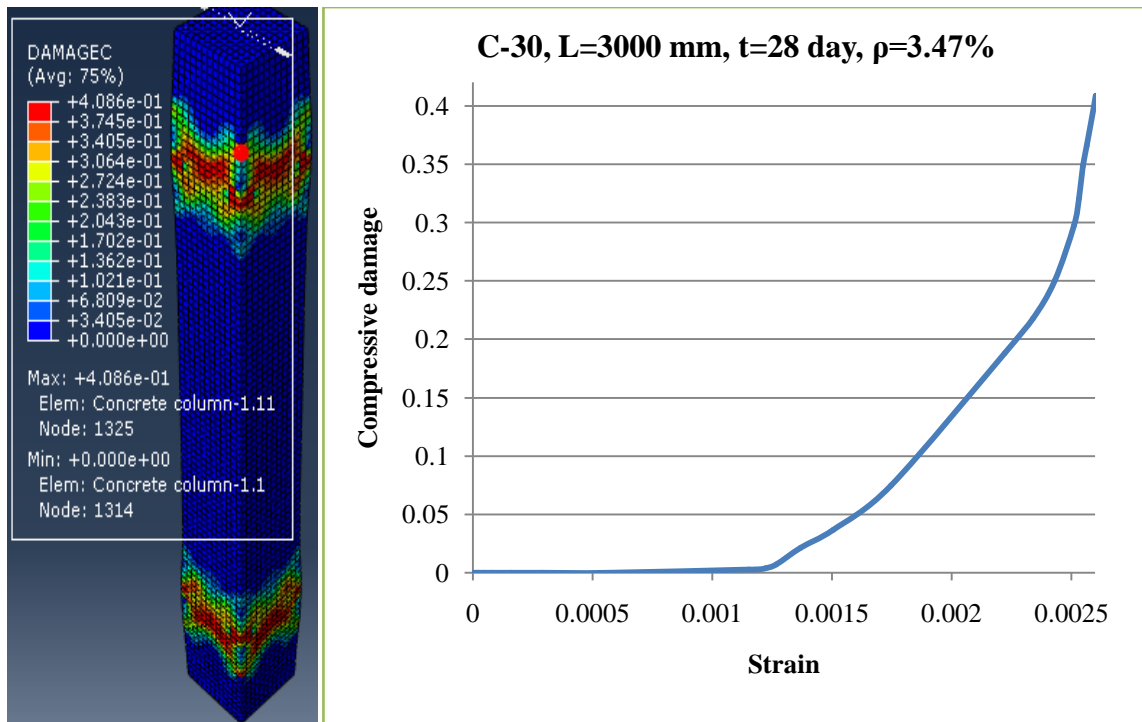 DAMAGEC
(Avg: 75%)
+4.086e-01
+3.745e-01
+3.405e-01
+3.064e-01
+2.724e-01
+2.383e-01
+2.043e-01
+1.702e-01
+1.362e-01
+1.021e-01
+6.809e-02
+3.405e-02
+0.000e+00
Max: +4.086e-01
Elem: Concrete column-1.11
Node: 1325
Min: +0.000e+00
Elem: Concrete column-1.1
Node: 1314
C-30, L=3000 mm, t=28 day, ρ=3.47%
Compressive damage
0.4
0.35
0.3
0.25
0.2
0.15
0.1
0.05
0
0 0.0005 0.001 0.0015 0.002 0.0025
Strain